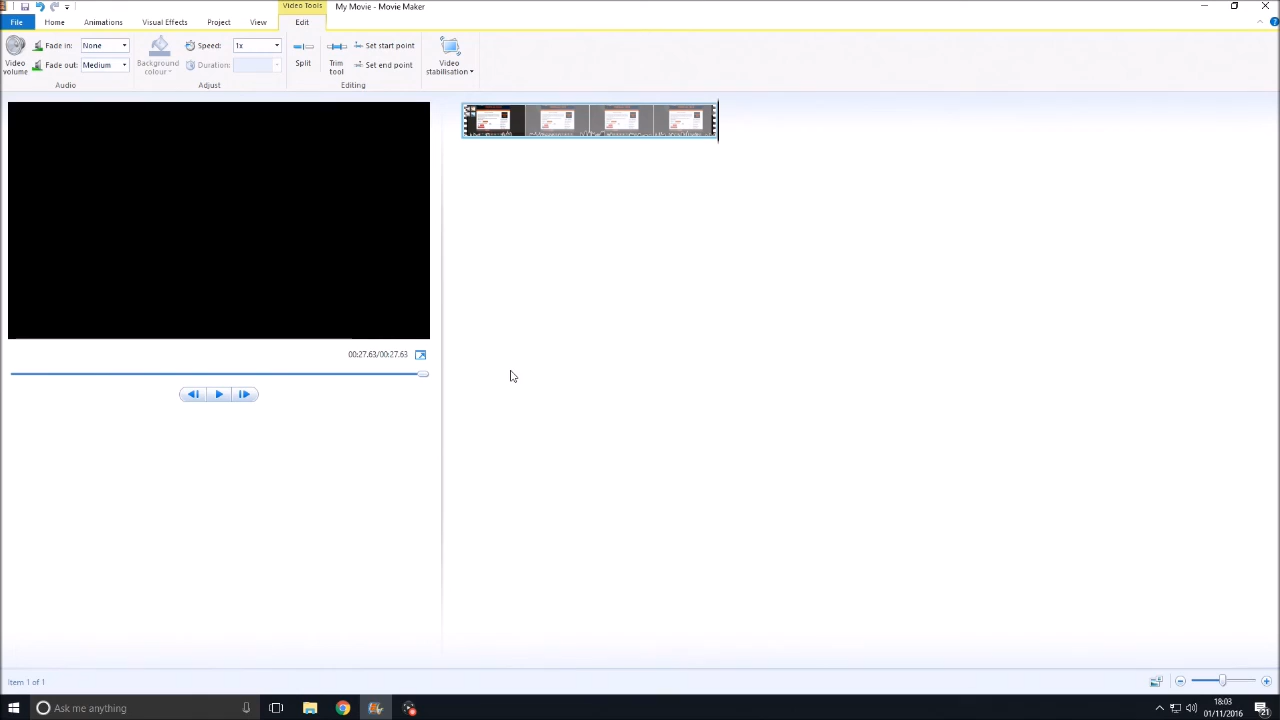 Video Tools
My Movie - Movie Maker
File Home Animations Visual Effects Project View Edit
Video volume
Fade in: None
Fade out: Medium
Audio
Background colour
Speed: 1x
Duration:
Adjust
Split
Trim tool
Set start point
Set end point
Editing
Video stabilisation
00:27.63/00:27.63
Item 1 of 1
Ask me anything
18:03
01/11/2016
21